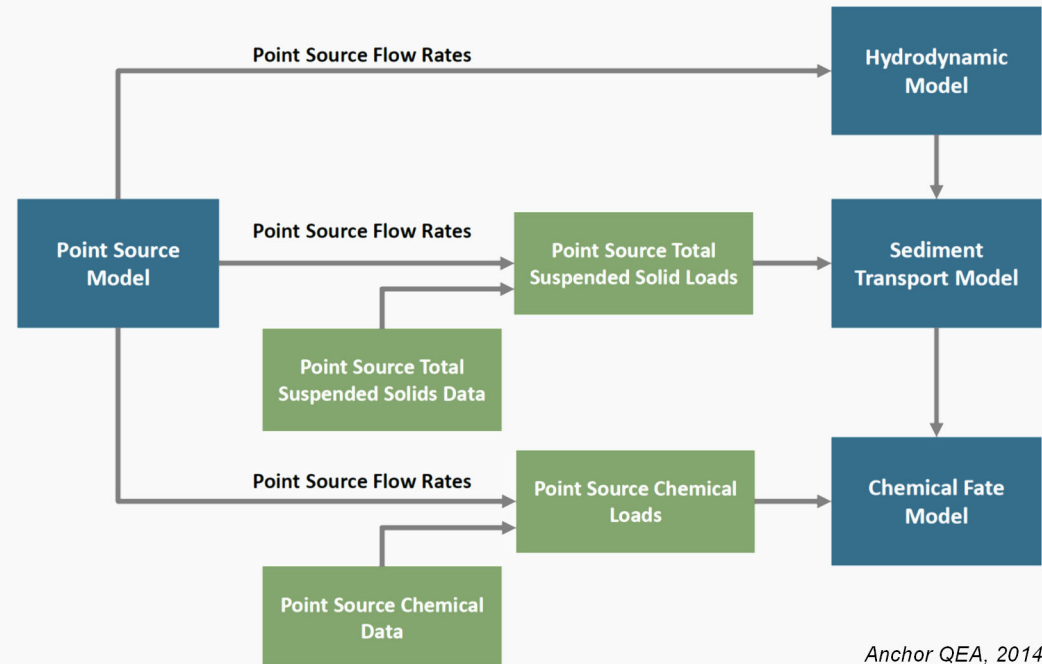 Point Source Flow Rates
Hydrodynamic
Model
Point Source
Model
Point Source Flow Rates
Point Source Total
Suspended Solid Loads
Sediment
Transport Model
Point Source Total
Suspended Solids Data
Point Source Flow Rates
Point Source Chemical
Loads
Chemical Fate
Model
Point Source Chemical
Data
Anchor QEA, 2014